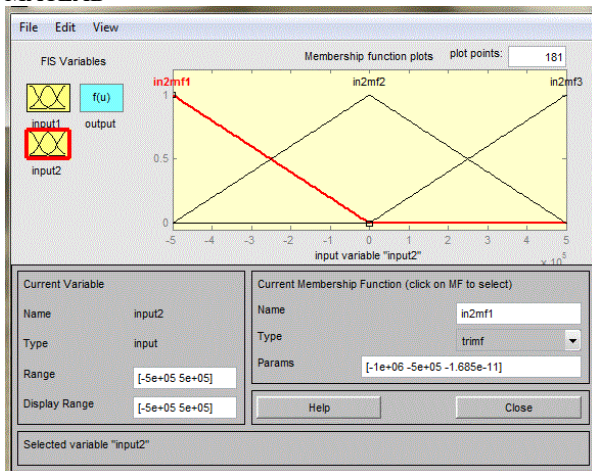 MATLAB
File Edit View
FIS Variables
Membership function plots
plot points:
181
f(u)
input1
output
input2
in2mf1
in2mf2
in2mf3
1
0.5
0
-5 -4 -3 -2 -1 0 1 2 3 4 5
input variable "input2"
x 10^5
Current Variable
Name input2
Type input
Range [-5e+05 5e+05]
Display Range [-5e+05 5e+05]
Current Membership Function (click on MF to select)
Name in2mf1
Type trimf
Params [-1e+06 -5e+05 -1.685e-11]
Help
Close
Selected variable "input2"